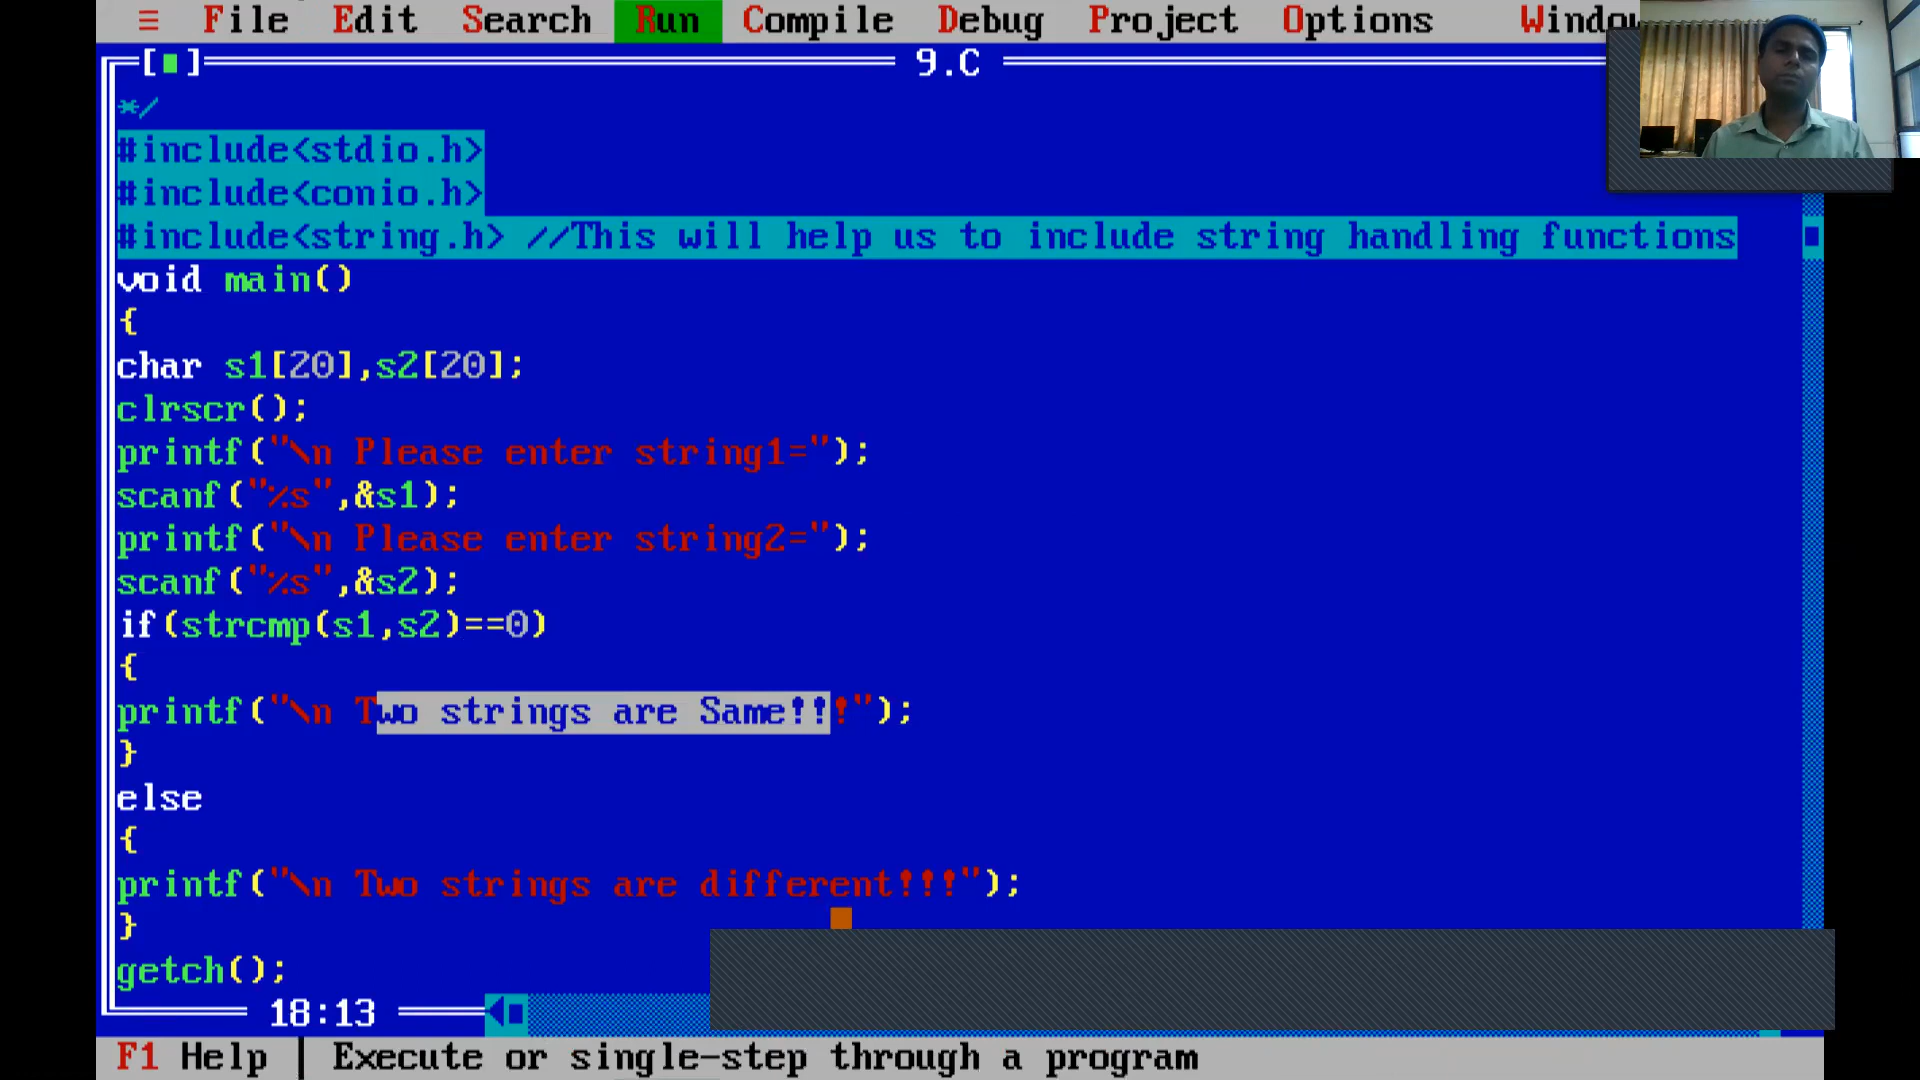 ≡ File Edit Search Run Compile Debug Project Options Windo
[■] 9.C
*/
#include<stdio.h>
#include<conio.h>
#include<string.h> //This will help us to include string handling functions
void main()
{
char s1[20],s2[20];
clrscr();
printf("\n Please enter string1=");
scanf("%s",&s1);
printf("\n Please enter string2=");
scanf("%s",&s2);
if(strcmp(s1,s2)==0)
{
printf("\n Two strings are Same!!!");
}
else
{
printf("\n Two strings are different!!!");
}
getch();
18:13
F1 Help | Execute or single-step through a program